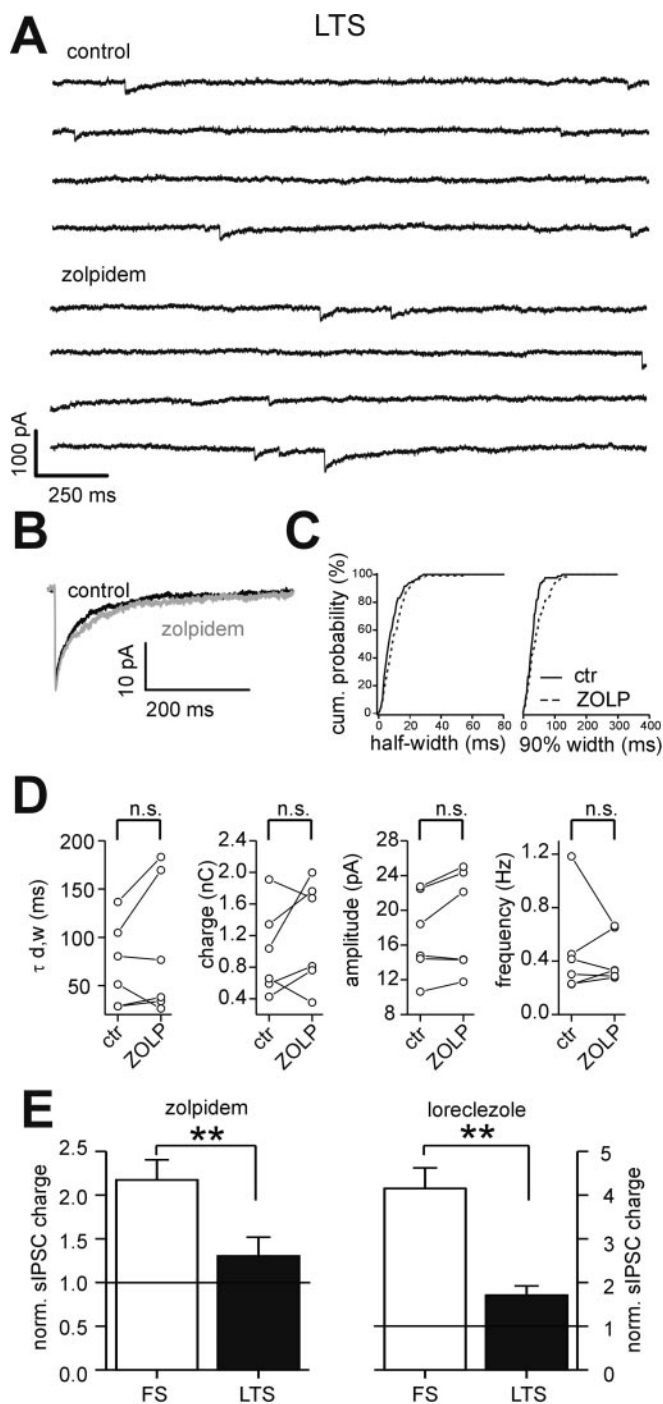 A
LTS
control
zolpidem
100 pA
250 ms
B
control
zolpidem
10 pA
200 ms
C
cum. probability (%)
100
80
60
40
20
0
0 20 40 60 80
half-width (ms)
0 100 200 300 400
90% width (ms)
ctr
ZOLP
D
n.s. n.s. n.s. n.s.
τ d,w (ms)
200
150
100
50
ctr ZOLP
charge (nC)
2.4
2.0
1.6
1.2
0.8
0.4
ctr ZOLP
amplitude (pA)
28
24
20
16
12
8
ctr ZOLP
frequency (Hz)
1.2
0.8
0.4
0.0
ctr ZOLP
E
zolpidem
**
norm. sIPSC charge
2.5
2.0
1.5
1.0
0.5
0.0
FS LTS
loreclezole
**
5
4
3
2
1
0
norm. sIPSC charge
FS LTS